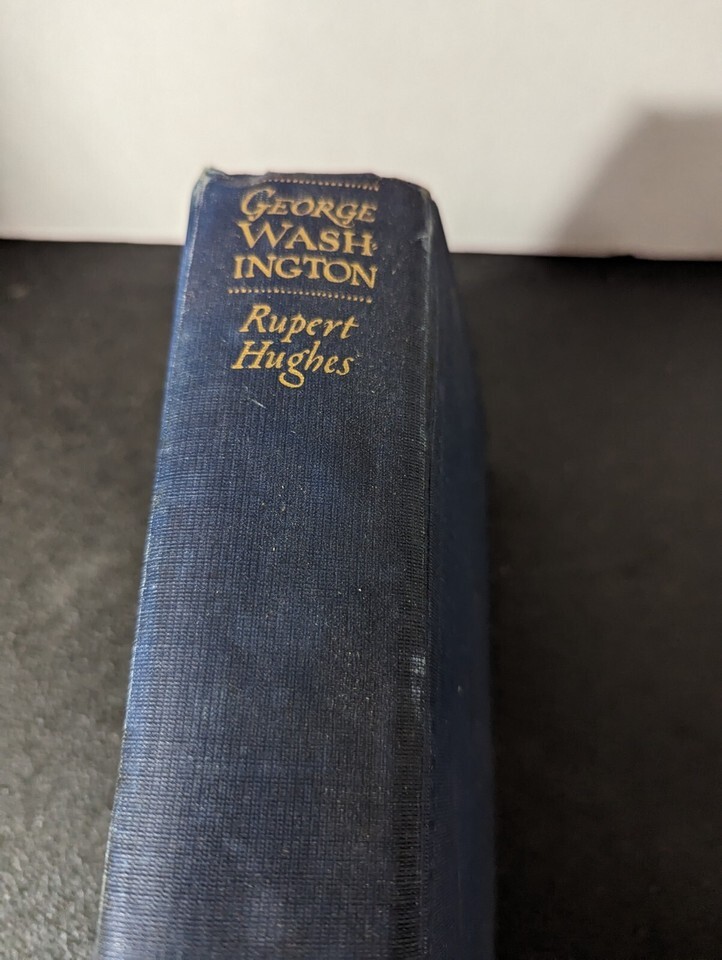 GEORGE
WASH
INGTON
Rupert
Hughes